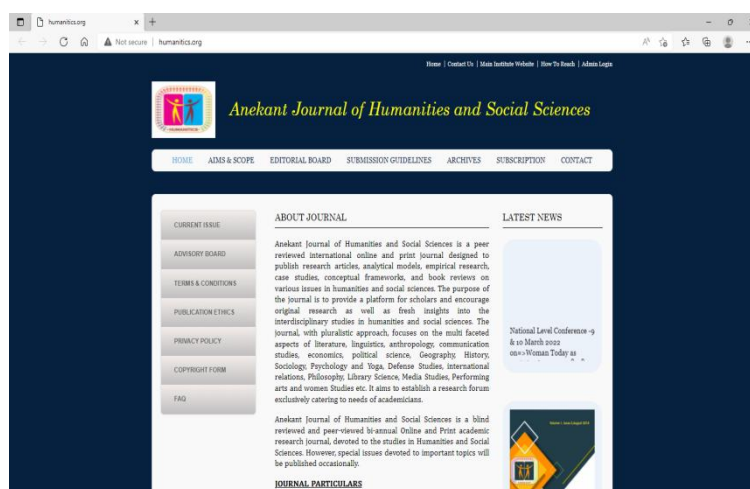 humanitics.org
Not secure | humanitics.org
Home | Contact Us | Main Institute Website | How To Reach | Admin Login
Anekant Journal of Humanities and Social Sciences
HOME AIMS & SCOPE EDITORIAL BOARD SUBMISSION GUIDELINES ARCHIVES SUBSCRIPTION CONTACT
CURRENT ISSUE
ADVISORY BOARD
TERMS & CONDITIONS
PUBLICATION ETHICS
PRIVACY POLICY
COPYRIGHT FORM
FAQ
ABOUT JOURNAL
Anekant Journal of Humanities and Social Sciences is a peer
reviewed international online and print journal designed to
publish research articles, analytical models, empirical research,
case studies, conceptual frameworks, and book reviews on
various issues in humanities and social sciences. The purpose of
the journal is to provide a platform for scholars and encourage
original research as well as fresh insights into the
interdisciplinary studies in humanities and social sciences. The
journal, with pluralistic approach, focuses on the multi faceted
aspects of literature, linguistics, anthropology, communication
studies, economics, political science, Geography, History,
Sociology, Psychology and Yoga, Defense Studies, international
relations, Philosophy, Library Science, Media Studies, Performing
arts and women Studies etc. It aims to establish a research forum
exclusively catering to needs of academicians.
Anekant Journal of Humanities and Social Sciences is a blind
reviewed and peer-viewed bi-annual Online and Print academic
research journal, devoted to the studies in Humanities and Social
Sciences. However, special issues devoted to important topics will
be published occasionally.
JOURNAL PARTICULARS
LATEST NEWS
National Level Conference -9
& 10 March 2022
on=>Woman Today as